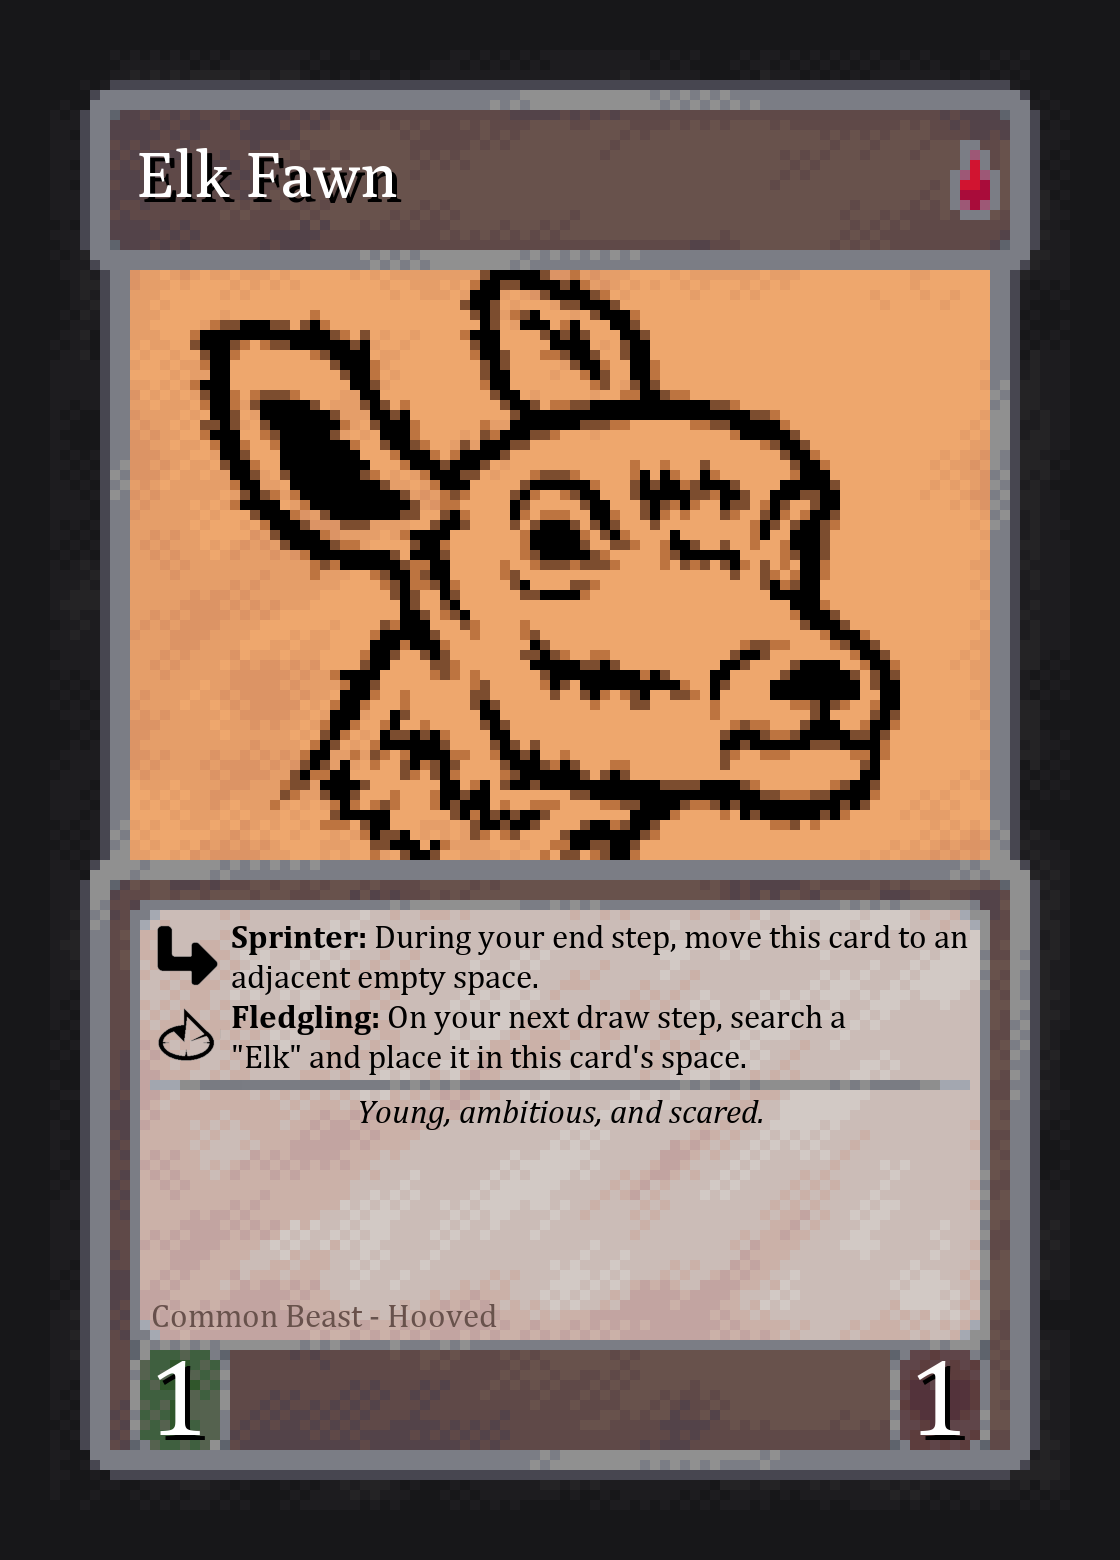 Elk Fawn
Sprinter: During your end step, move this card to an
adjacent empty space.
Fledgling: On your next draw step, search a
"Elk" and place it in this card's space.
Young, ambitious, and scared.
Common Beast - Hooved
1
1